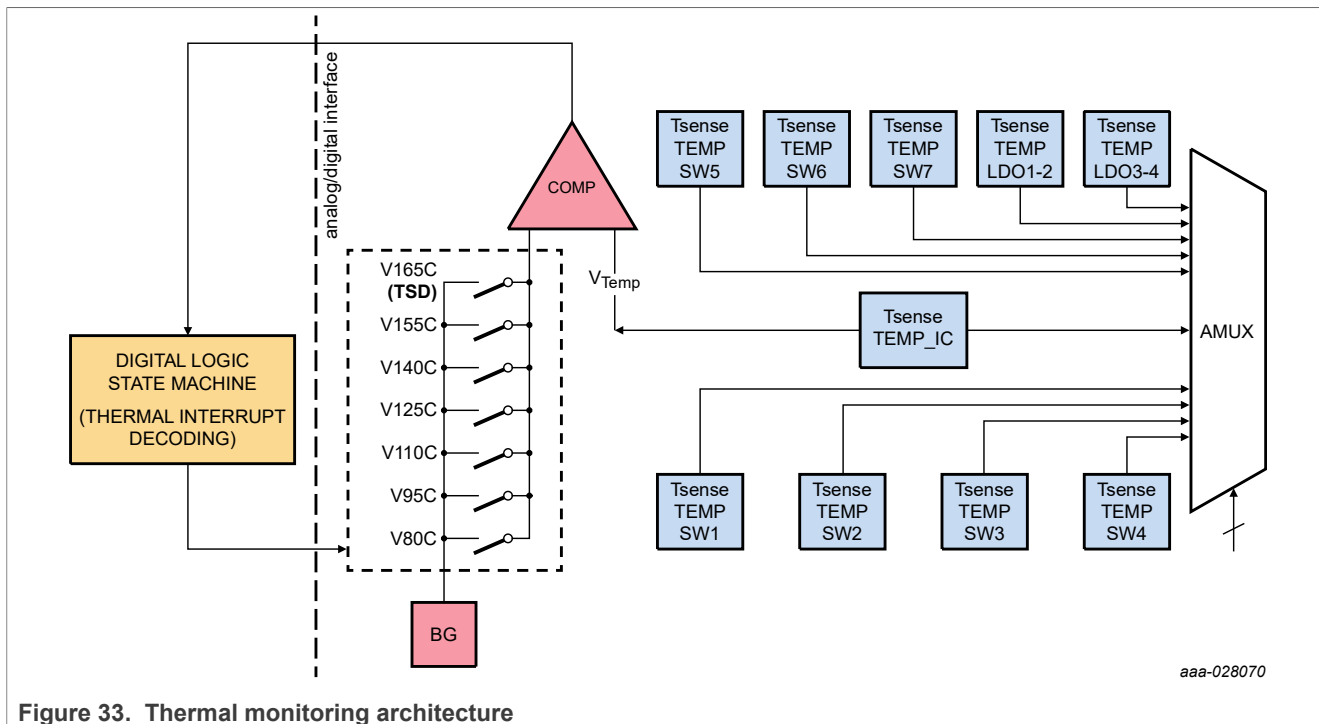 analog/digital interface
COMP
V165C
(TSD)
V155C
V140C
V125C
V110C
V95C
V80C
BG
DIGITAL LOGIC
STATE MACHINE
(THERMAL INTERRUPT
DECODING)
VTemp
Tsense
TEMP
SW5
Tsense
TEMP
SW6
Tsense
TEMP
SW7
Tsense
TEMP
LDO1-2
Tsense
TEMP
LDO3-4
Tsense
TEMP_IC
AMUX
Tsense
TEMP
SW1
Tsense
TEMP
SW2
Tsense
TEMP
SW3
Tsense
TEMP
SW4
aaa-028070
Figure 33. Thermal monitoring architecture